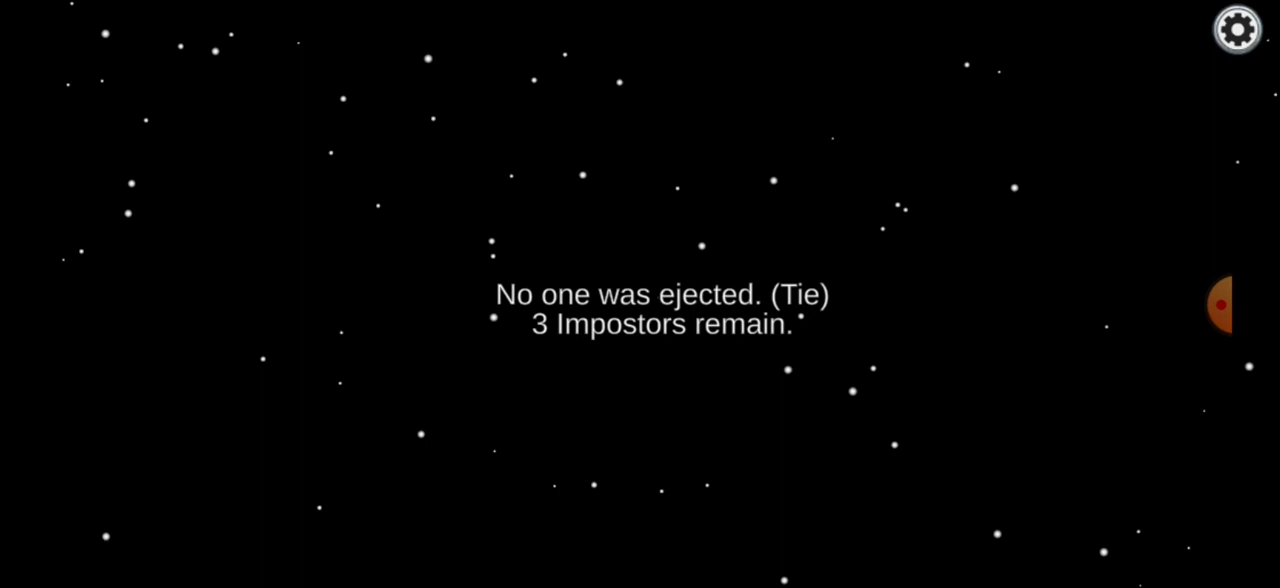 No one was ejected. (Tie)
3 Impostors remain.